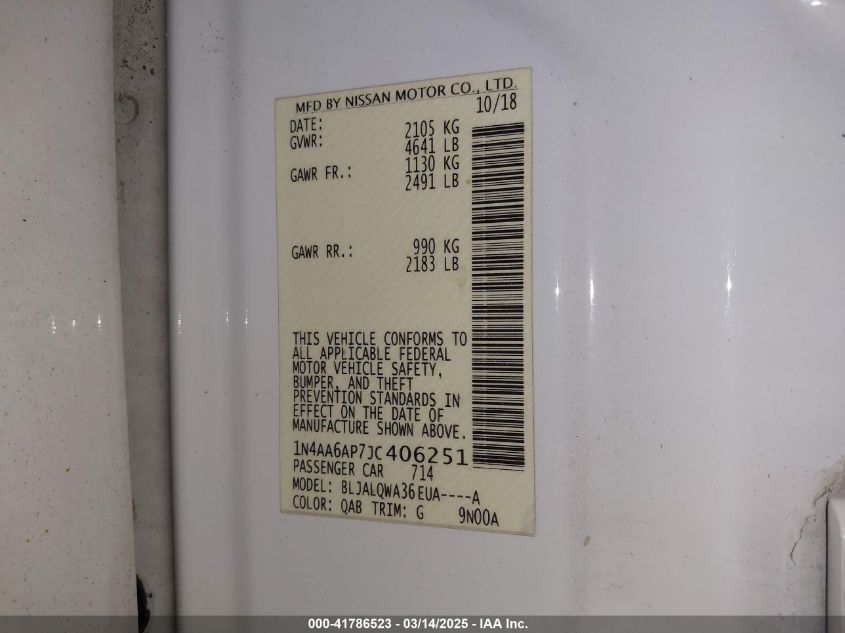 MFD BY NISSAN MOTOR CO., LTD.
DATE: 10/18
GVWR: 2105 KG
4641 LB
GAWR FR.: 1130 KG
2491 LB
GAWR RR.: 990 KG
2183 LB
THIS VEHICLE CONFORMS TO
ALL APPLICABLE FEDERAL
MOTOR VEHICLE SAFETY,
BUMPER, AND THEFT
PREVENTION STANDARDS IN
EFFECT ON THE DATE OF
MANUFACTURE SHOWN ABOVE.
1N4AA6AP7JC406251
PASSENGER CAR 714
MODEL: BLJALQWA36EUA----A
COLOR: QAB TRIM: G 9N00A
000-41786523 - 03/14/2025 - IAA Inc.